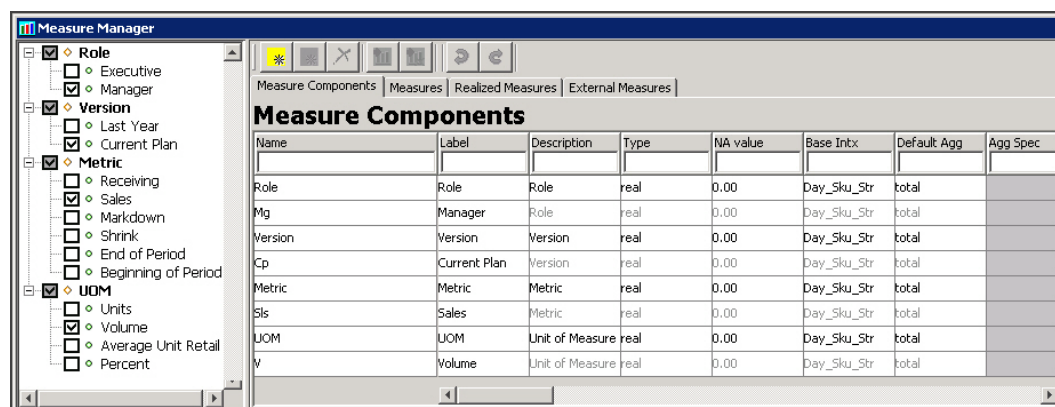 Measure Manager
Role
Executive
Manager
Version
Last Year
Current Plan
Metric
Receiving
Sales
Markdown
Shrink
End of Period
Beginning of Period
UOM
Units
Volume
Average Unit Retail
Percent
Measure Components Measures Realized Measures External Measures
Measure Components
Name Label Description Type NA value Base Intx Default Agg Agg Spec
Role Role Role real 0.00 Day_Sku_Str total
Mg Manager Role real 0.00 Day_Sku_Str total
Version Version Version real 0.00 Day_Sku_Str total
Cp Current Plan Version real 0.00 Day_Sku_Str total
Metric Metric Metric real 0.00 Day_Sku_Str total
Sls Sales Metric real 0.00 Day_Sku_Str total
UOM UOM Unit of Measure real 0.00 Day_Sku_Str total
V Volume Unit of Measure real 0.00 Day_Sku_Str total